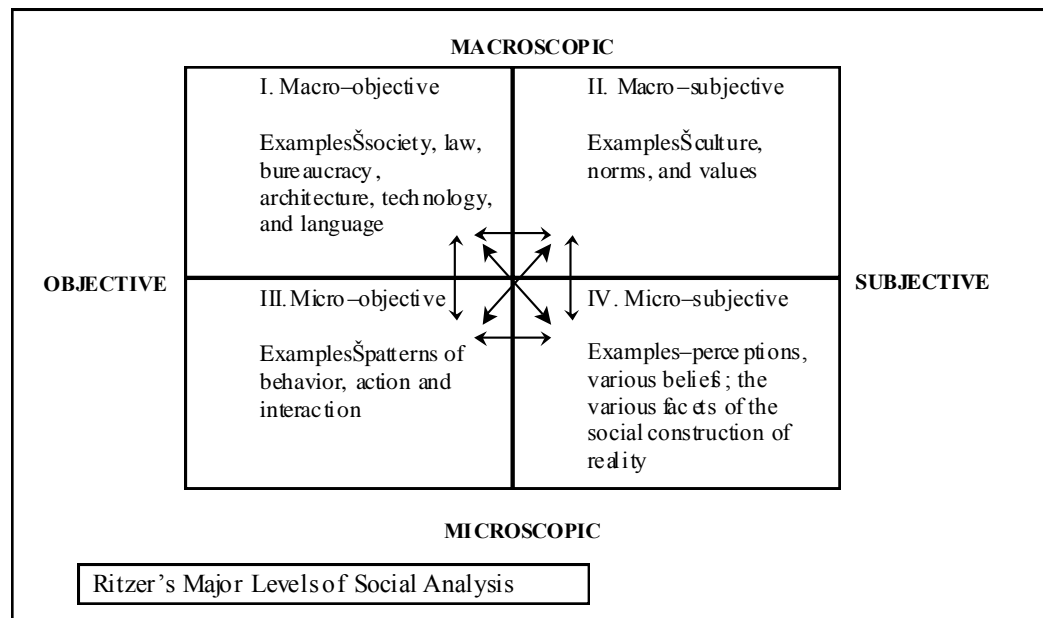 MACROSCOPIC
I. Macro–objective
ExamplesŠsociety, law,
bureaucracy,
architecture, technology,
and language
II. Macro–subjective
ExamplesŠculture,
norms, and values
OBJECTIVE
SUBJECTIVE
III. Micro–objective
ExamplesŠpatterns of
behavior, action and
interaction
IV. Micro–subjective
Examples–perceptions,
various beliefs; the
various facets of the
social construction of
reality
MICROSCOPIC
Ritzer’s Major Levels of Social Analysis